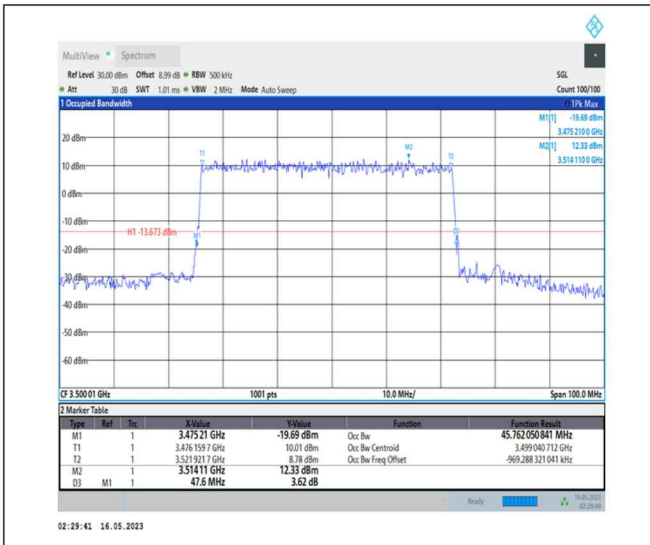 MultiView Spectrum
Ref Level 30.00 dBm Offset 8.99 dB RBW 500 kHz SGL
Att 30 dB SWT 1.01 ms VBW 2 MHz Mode Auto Sweep Count 100/100
1 Occupied Bandwidth 1Pk Max
M1[1] -19.69 dBm
3.475 210 0 GHz
M2[1] 12.33 dBm
3.514 110 0 GHz
20 dBm
T1 M2 T2
10 dBm
0 dBm
-10 dBm
H1 -13.673 dBm
M1 D3
-30 dBm
-40 dBm
-50 dBm
-60 dBm
CF 3.500 01 GHz 1001 pts 10.0 MHz/ Span 100.0 MHz
2 Marker Table
Type Ref Trc X-Value Y-Value Function Function Result
M1 1 3.475 21 GHz -19.69 dBm Occ Bw 45.762 050 841 MHz
T1 1 3.476 159 7 GHz 10.01 dBm Occ Bw Centroid 3.499 040 712 GHz
T2 1 3.521 921 7 GHz 8.78 dBm Occ Bw Freq Offset -969.288 321 041 kHz
M2 1 3.514 11 GHz 12.33 dBm
D3 M1 1 47.6 MHz 3.62 dB
Ready 16.05.2023
02:29:40
02:29:41 16.05.2023